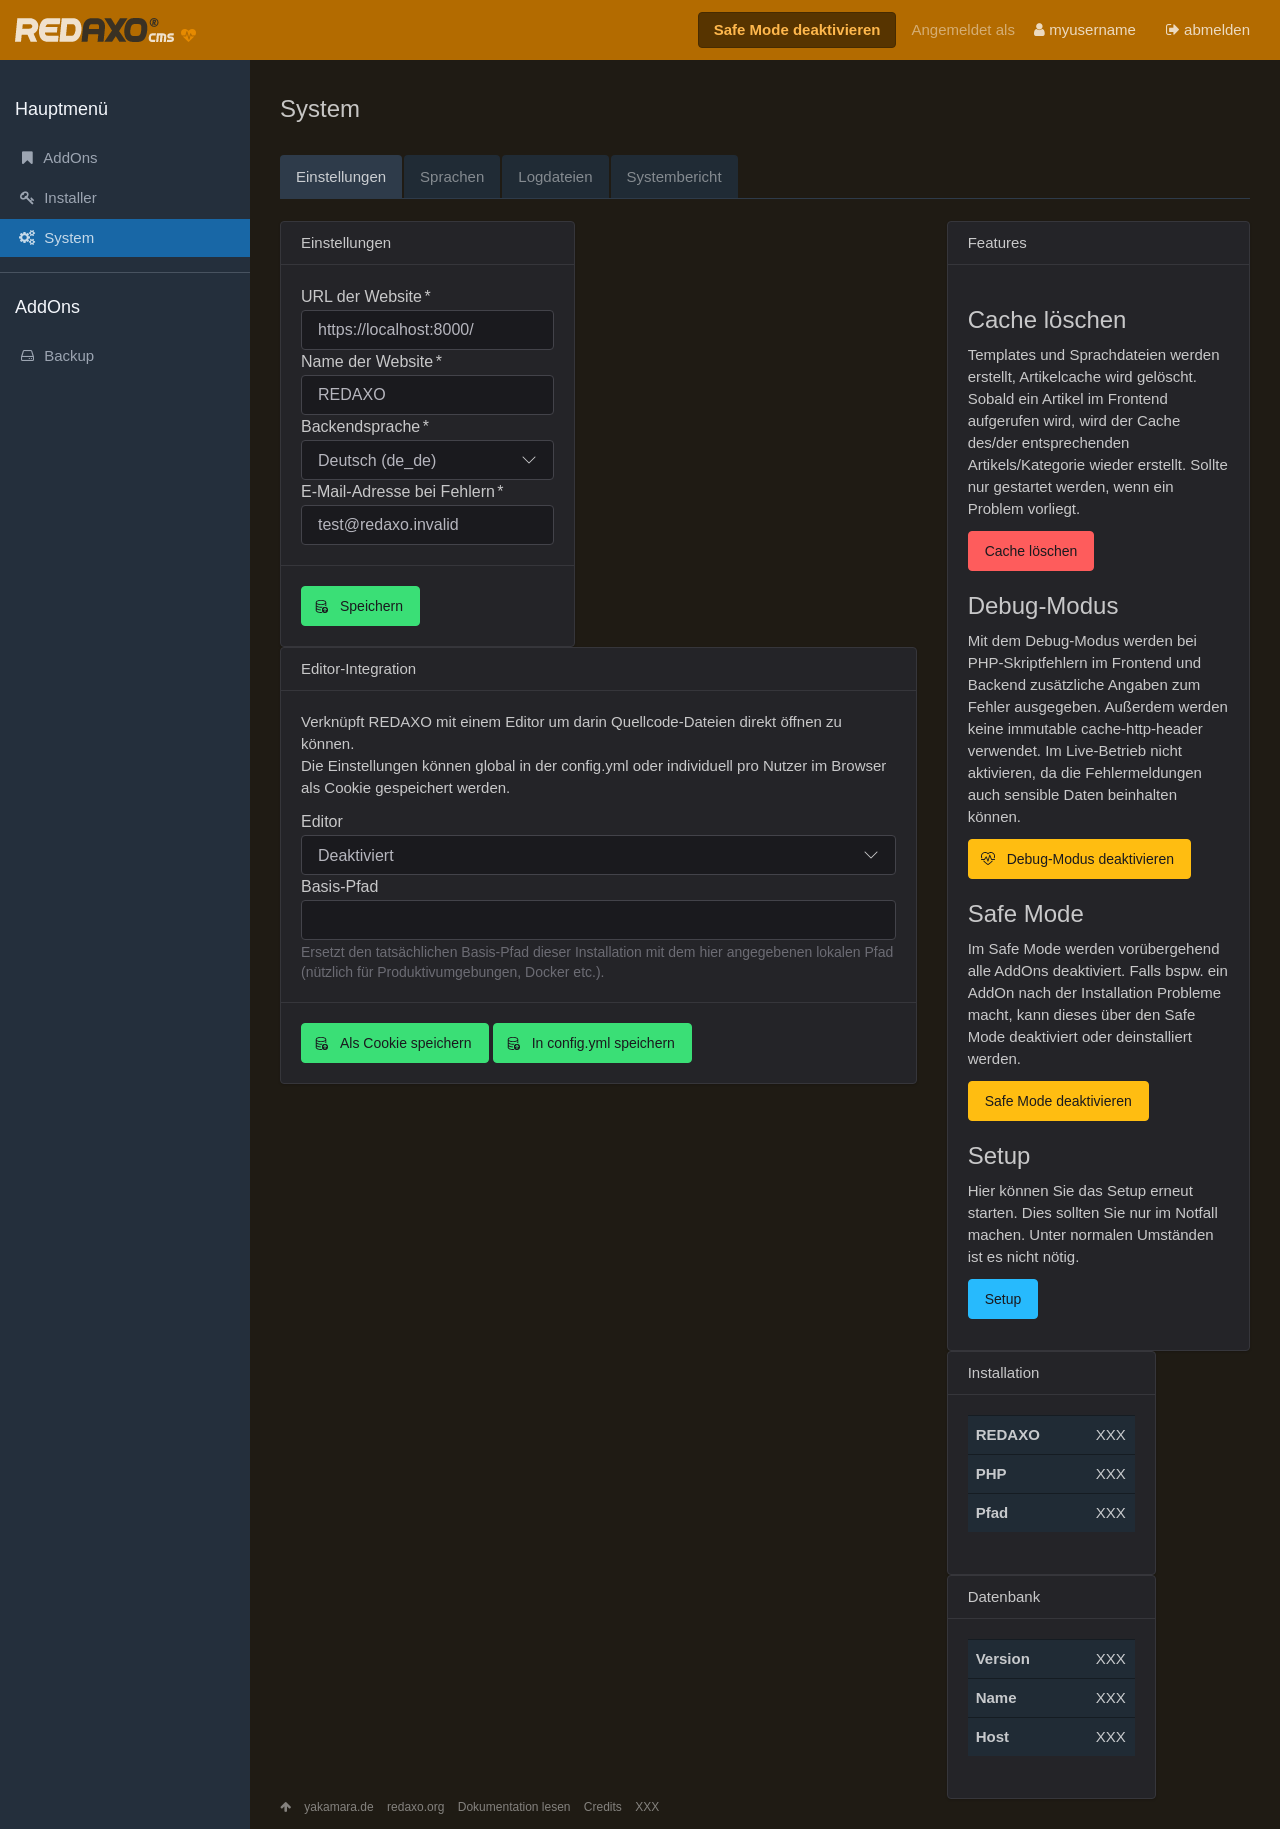 REDAXO® cms
Safe Mode deaktivieren
Angemeldet als
myusername
abmelden
Hauptmenü
AddOns
Installer
System
AddOns
Backup
System
Einstellungen
Sprachen
Logdateien
Systembericht
Einstellungen
URL der Website *
https://localhost:8000/
Name der Website *
REDAXO
Backendsprache *
Deutsch (de_de)
E-Mail-Adresse bei Fehlern *
test@redaxo.invalid
Speichern
Editor-Integration
Verknüpft REDAXO mit einem Editor um darin Quellcode-Dateien direkt öffnen zu
können.
Die Einstellungen können global in der config.yml oder individuell pro Nutzer im Browser
als Cookie gespeichert werden.
Editor
Deaktiviert
Basis-Pfad
Ersetzt den tatsächlichen Basis-Pfad dieser Installation mit dem hier angegebenen lokalen Pfad
(nützlich für Produktivumgebungen, Docker etc.).
Als Cookie speichern
In config.yml speichern
Features
Cache löschen
Templates und Sprachdateien werden
erstellt, Artikelcache wird gelöscht.
Sobald ein Artikel im Frontend
aufgerufen wird, wird der Cache
des/der entsprechenden
Artikels/Kategorie wieder erstellt. Sollte
nur gestartet werden, wenn ein
Problem vorliegt.
Cache löschen
Debug-Modus
Mit dem Debug-Modus werden bei
PHP-Skriptfehlern im Frontend und
Backend zusätzliche Angaben zum
Fehler ausgegeben. Außerdem werden
keine immutable cache-http-header
verwendet. Im Live-Betrieb nicht
aktivieren, da die Fehlermeldungen
auch sensible Daten beinhalten
können.
Debug-Modus deaktivieren
Safe Mode
Im Safe Mode werden vorübergehend
alle AddOns deaktiviert. Falls bspw. ein
AddOn nach der Installation Probleme
macht, kann dieses über den Safe
Mode deaktiviert oder deinstalliert
werden.
Safe Mode deaktivieren
Setup
Hier können Sie das Setup erneut
starten. Dies sollten Sie nur im Notfall
machen. Unter normalen Umständen
ist es nicht nötig.
Setup
Installation
REDAXO XXX
PHP XXX
Pfad XXX
Datenbank
Version XXX
Name XXX
Host XXX
yakamara.de redaxo.org Dokumentation lesen Credits XXX